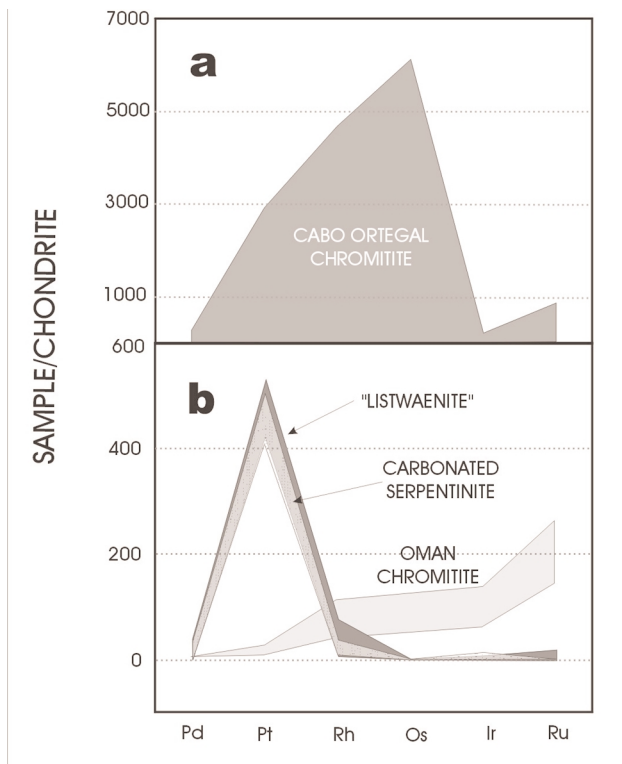 7000
a
5000
SAMPLE/CHONDRITE
3000
CABO ORTEGAL
CHROMITITE
1000
600
b
"LISTWAENITE"
400
CARBONATED
SERPENTINITE
200
OMAN
CHROMITITE
0
Pd Pt Rh Os Ir Ru